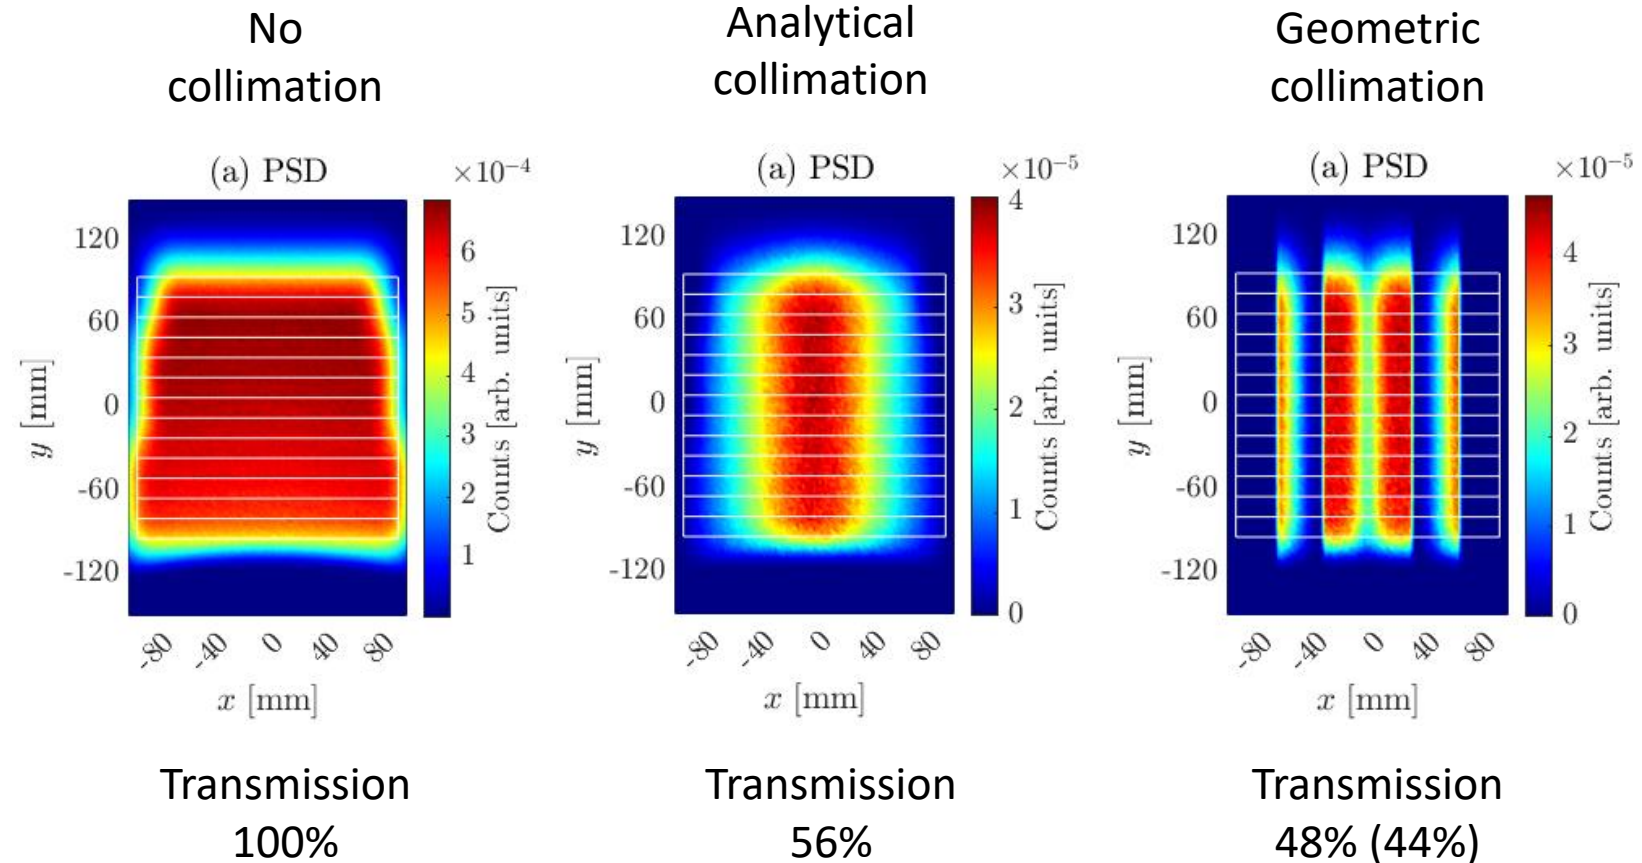 No
collimation
Analytical
collimation
Geometric
collimation
(a) PSD
×10−4
120
60
0
-60
-120
y [mm]
-80
-40
0
40
80
x [mm]
6
5
4
3
2
1
Counts [arb. units]
(a) PSD
×10−5
120
60
0
-60
-120
y [mm]
-80
-40
0
40
80
x [mm]
4
3
2
1
0
Counts [arb. units]
(a) PSD
×10−5
120
60
0
-60
-120
y [mm]
-80
-40
0
40
80
x [mm]
4
3
2
1
0
Counts [arb. units]
Transmission
100%
Transmission
56%
Transmission
48% (44%)